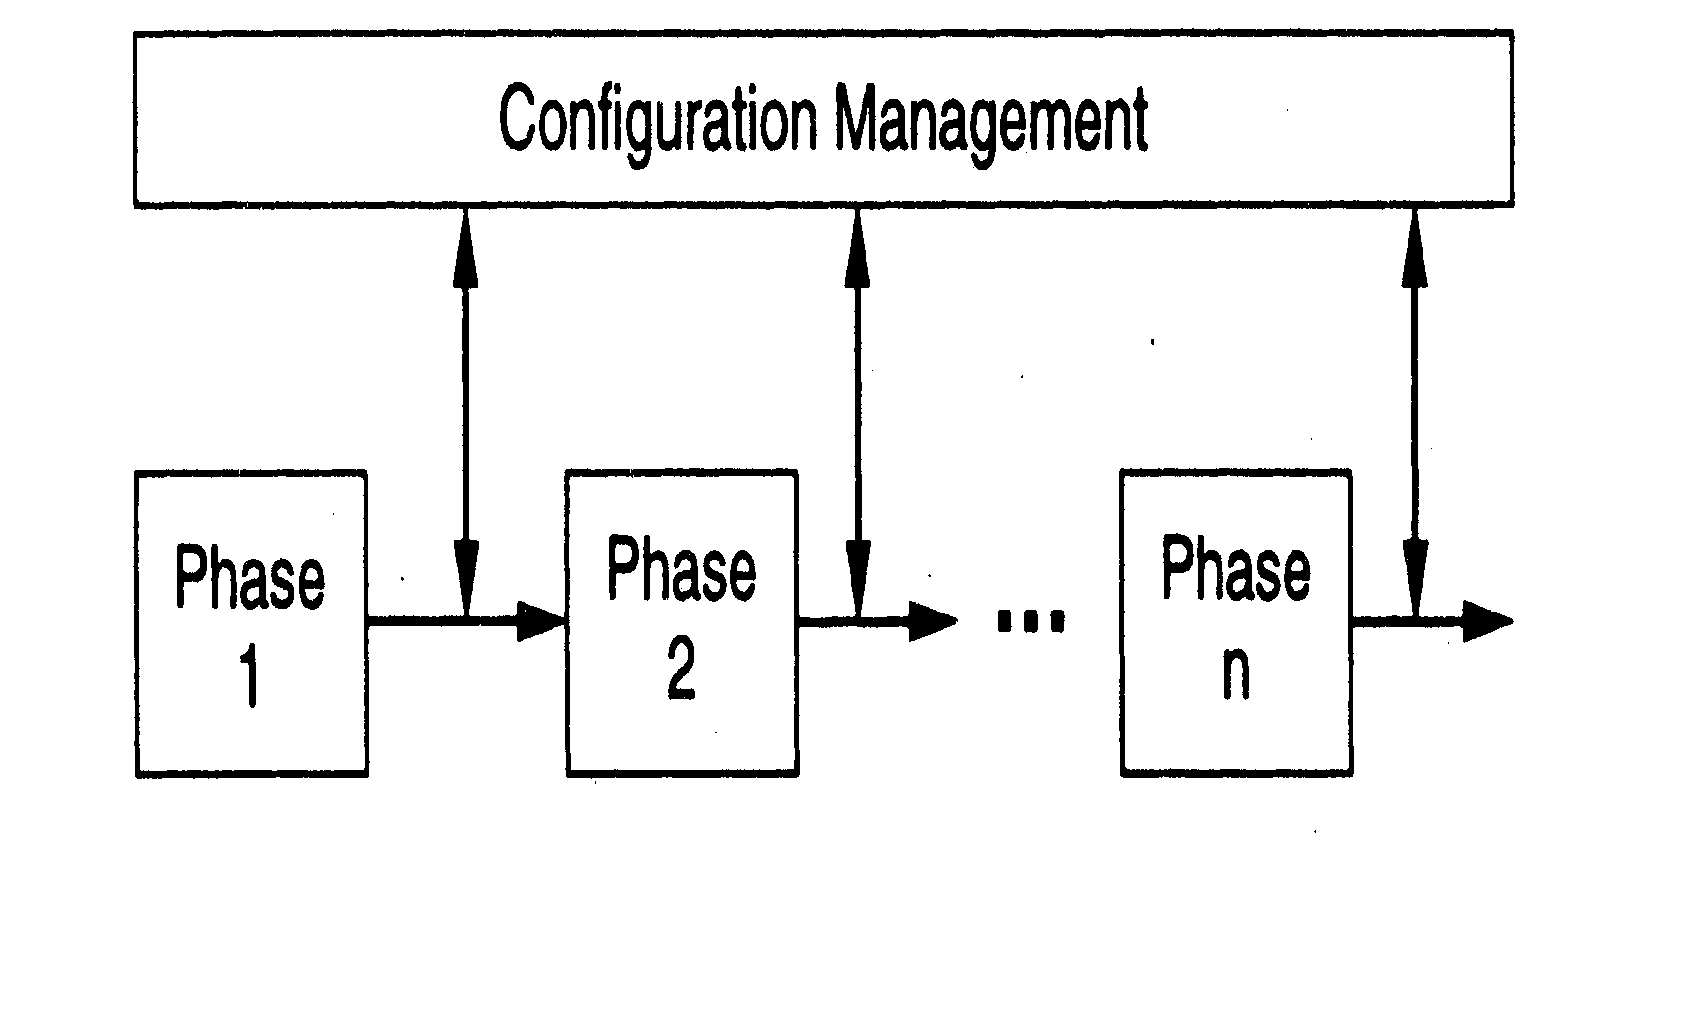 Configuration Management
Phase
1
Phase
2
...
Phase
n